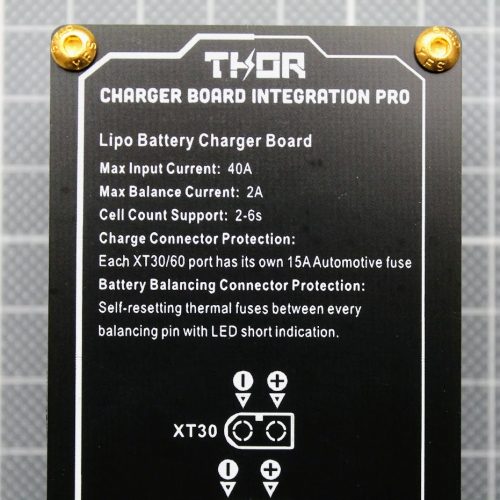 THOR
CHARGER BOARD INTEGRATION PRO
Lipo Battery Charger Board
Max Input Current: 40A
Max Balance Current: 2A
Cell Count Support: 2-6s
Charge Connector Protection:
Each XT30/60 port has its own 15A Automotive fuse
Battery Balancing Connector Protection:
Self-resetting thermal fuses between every
balancing pin with LED short indication.
XT30